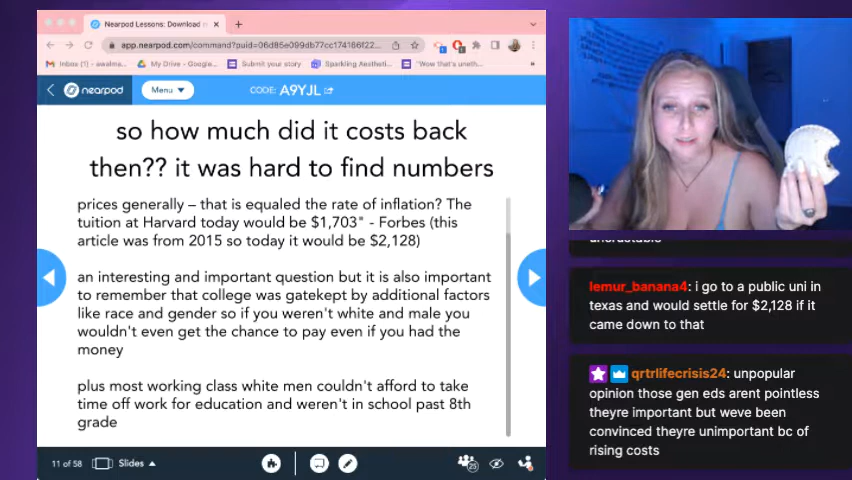 Nearpod Lessons: Download r
app.nearpod.com/command?puid=06d85e099db77cc174166f22...
Inbox (1) - awalma...
My Drive - Google...
Submit your story
Sparkling Aestheti...
"Wow that's uneth...
nearpod
Menu
CODE: A9YJL
so how much did it costs back
then?? it was hard to find numbers
prices generally – that is equaled the rate of inflation? The
tuition at Harvard today would be $1,703" - Forbes (this
article was from 2015 so today it would be $2,128)
an interesting and important question but it is also important
to remember that college was gatekept by additional factors
like race and gender so if you weren't white and male you
wouldn't even get the chance to pay even if you had the
money
plus most working class white men couldn't afford to take
time off work for education and weren't in school past 8th
grade
11 of 58
Slides
25
lemur_banana4: i go to a public uni in
texas and would settle for $2,128 if it
came down to that
qrtrlifecrisis24: unpopular
opinion those gen eds arent pointless
theyre important but weve been
convinced theyre unimportant bc of
rising costs